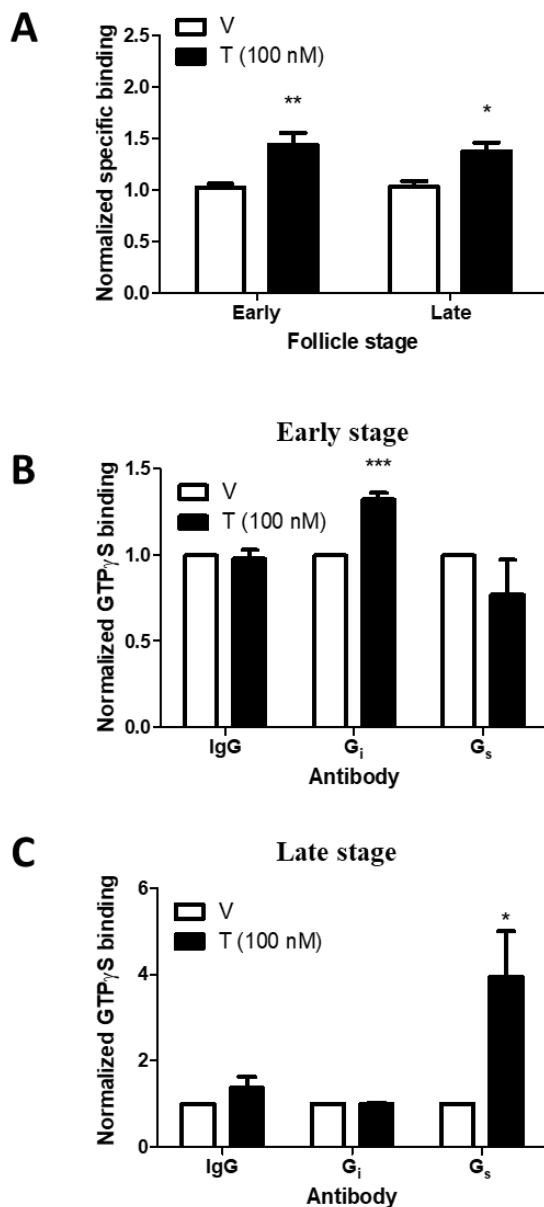 A
V
T (100 nM)
Normalized specific binding
2.5
2.0
1.5
1.0
0.5
0.0
**
*
Early
Late
Follicle stage
Early stage
B
V
T (100 nM)
Normalized GTPγS binding
1.5
1.0
0.5
0.0
***
IgG
Gi
Gs
Antibody
Late stage
C
V
T (100 nM)
Normalized GTPγS binding
6
4
2
0
*
IgG
Gi
Gs
Antibody